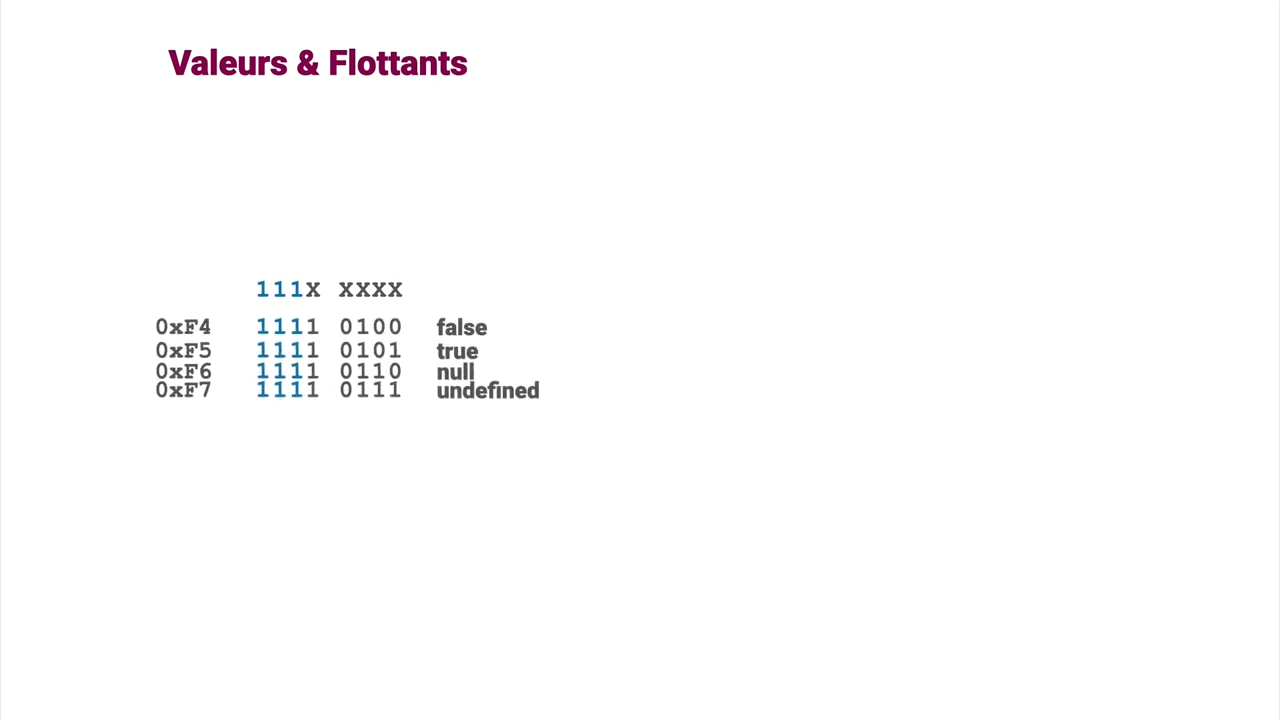 Valeurs & Flottants
111X XXXX
0xF4 1111 0100 false
0xF5 1111 0101 true
0xF6 1111 0110 null
0xF7 1111 0111 undefined